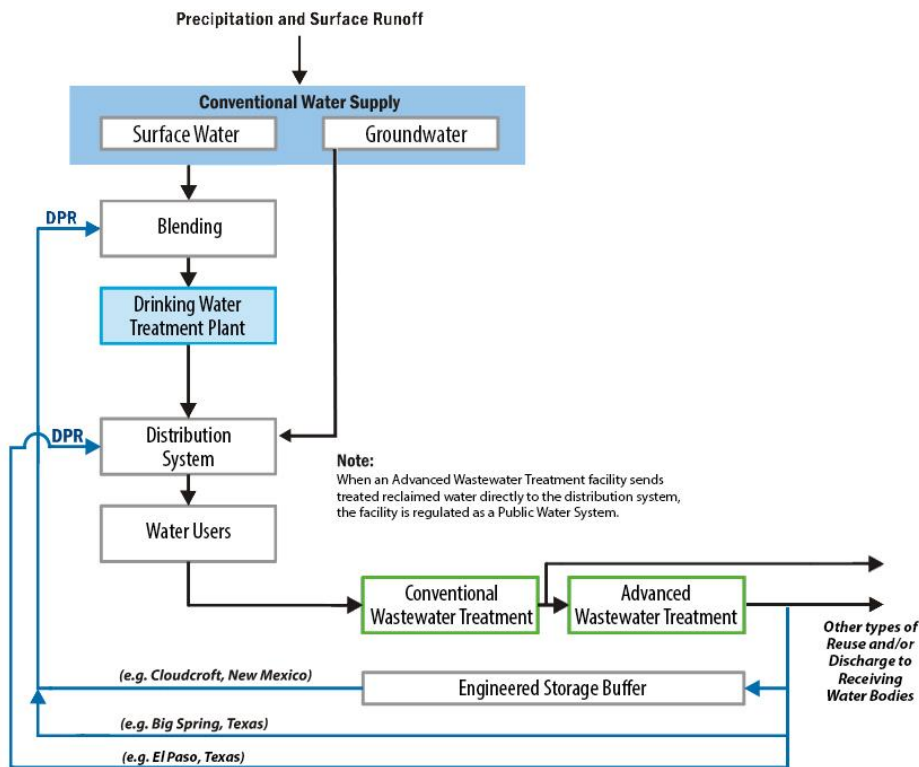 Precipitation and Surface Runoff
Conventional Water Supply
Surface Water
Groundwater
DPR
Blending
Drinking Water
Treatment Plant
DPR
Distribution
System
Note:
When an Advanced Wastewater Treatment facility sends
treated reclaimed water directly to the distribution system,
the facility is regulated as a Public Water System.
Water Users
Conventional
Wastewater Treatment
Advanced
Wastewater Treatment
Other types of
Reuse and/or
Discharge to
Receiving
Water Bodies
(e.g. Cloudcroft, New Mexico)
Engineered Storage Buffer
(e.g. Big Spring, Texas)
(e.g. El Paso, Texas)